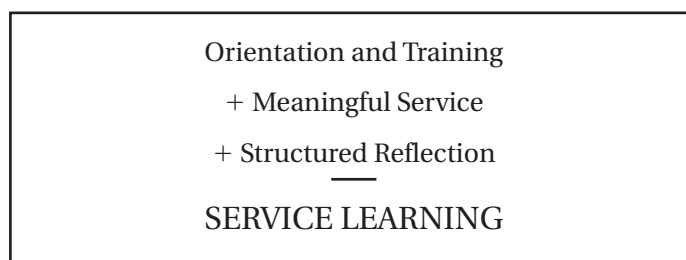 Orientation and Training
+ Meaningful Service
+ Structured Reflection
SERVICE LEARNING